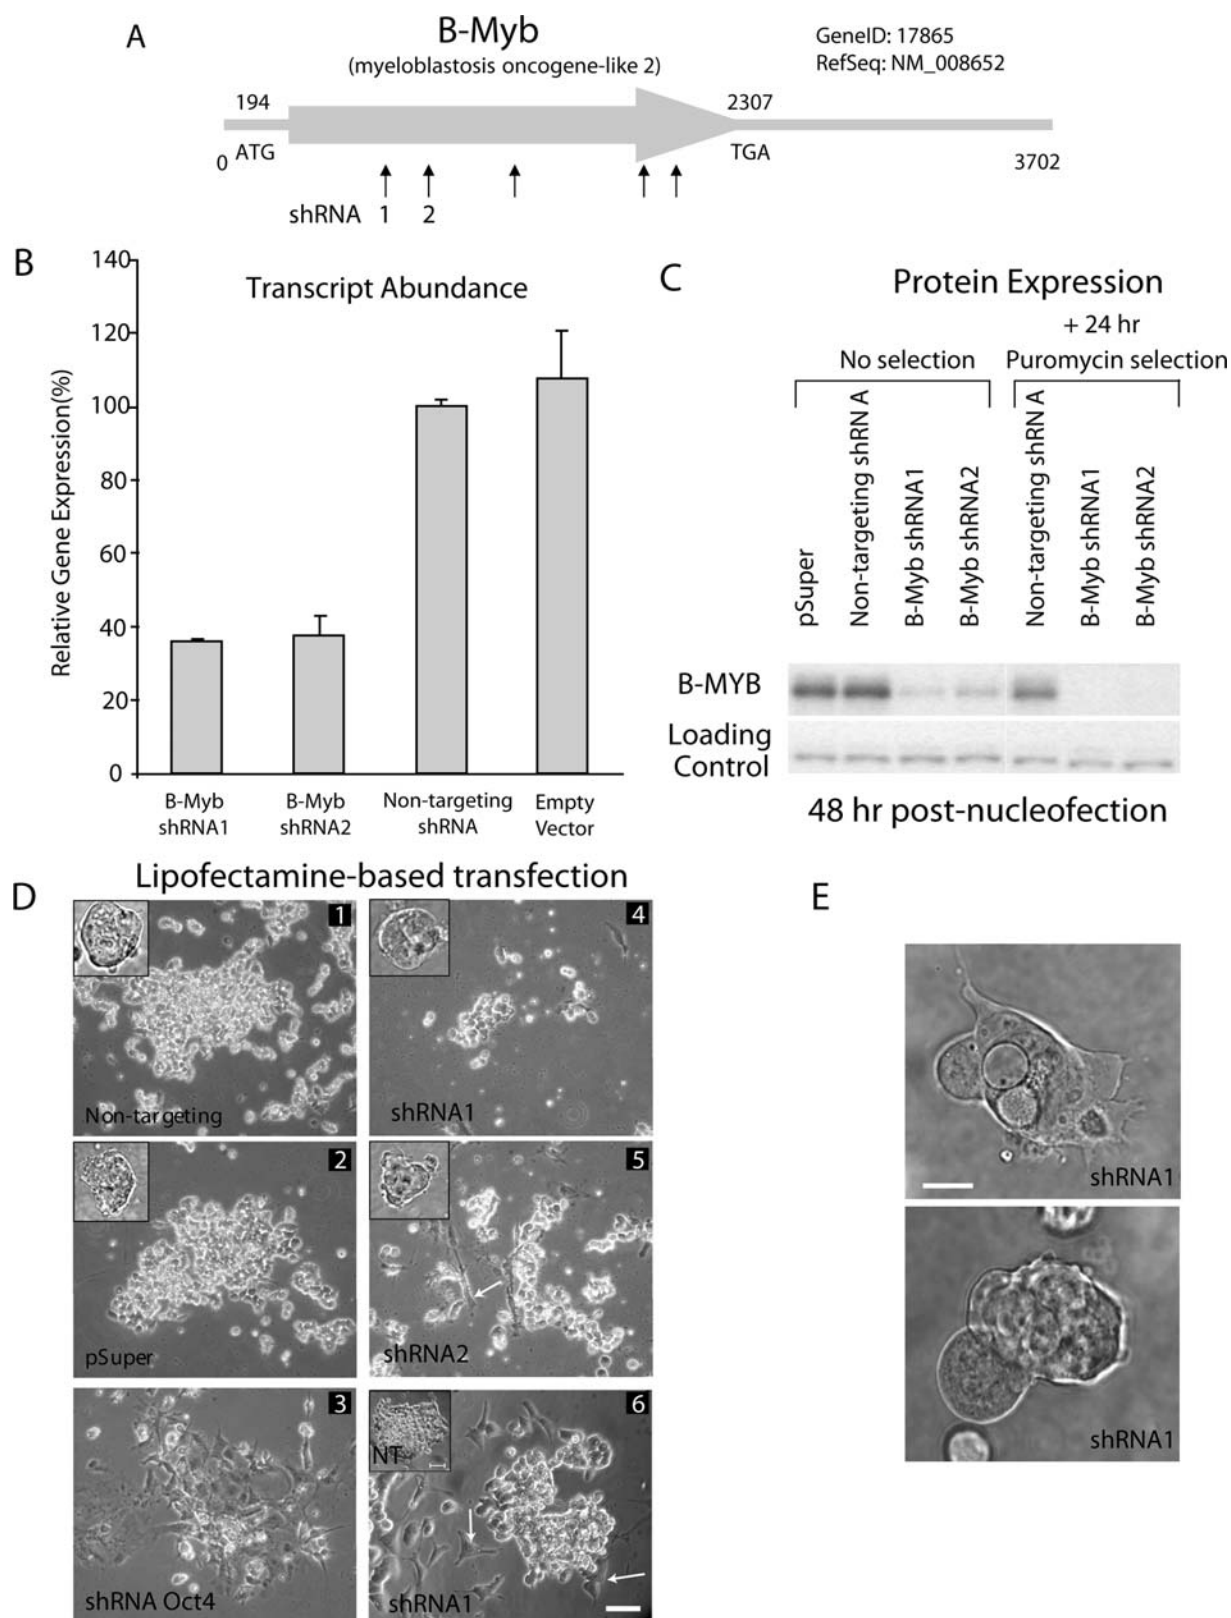 A
B-Myb
(myeloblastosis oncogene-like 2)
GeneID: 17865
RefSeq: NM_008652
194
2307
0
ATG
TGA
3702
shRNA 1 2
B
Transcript Abundance
Relative Gene Expression(%)
140
120
100
80
60
40
20
0
B-Myb
shRNA1
B-Myb
shRNA2
Non-targeting
shRNA
Empty
Vector
C
Protein Expression
+ 24 hr
No selection
Puromycin selection
pSuper
Non-targeting shRN A
B-Myb shRNA1
B-Myb shRNA2
Non-targeting shRN A
B-Myb shRNA1
B-Myb shRNA2
B-MYB
Loading
Control
48 hr post-nucleofection
D
Lipofectamine-based transfection
1
Non-targeting
4
shRNA1
2
pSuper
5
shRNA2
3
shRNA Oct4
6
NT
shRNA1
E
shRNA1
shRNA1